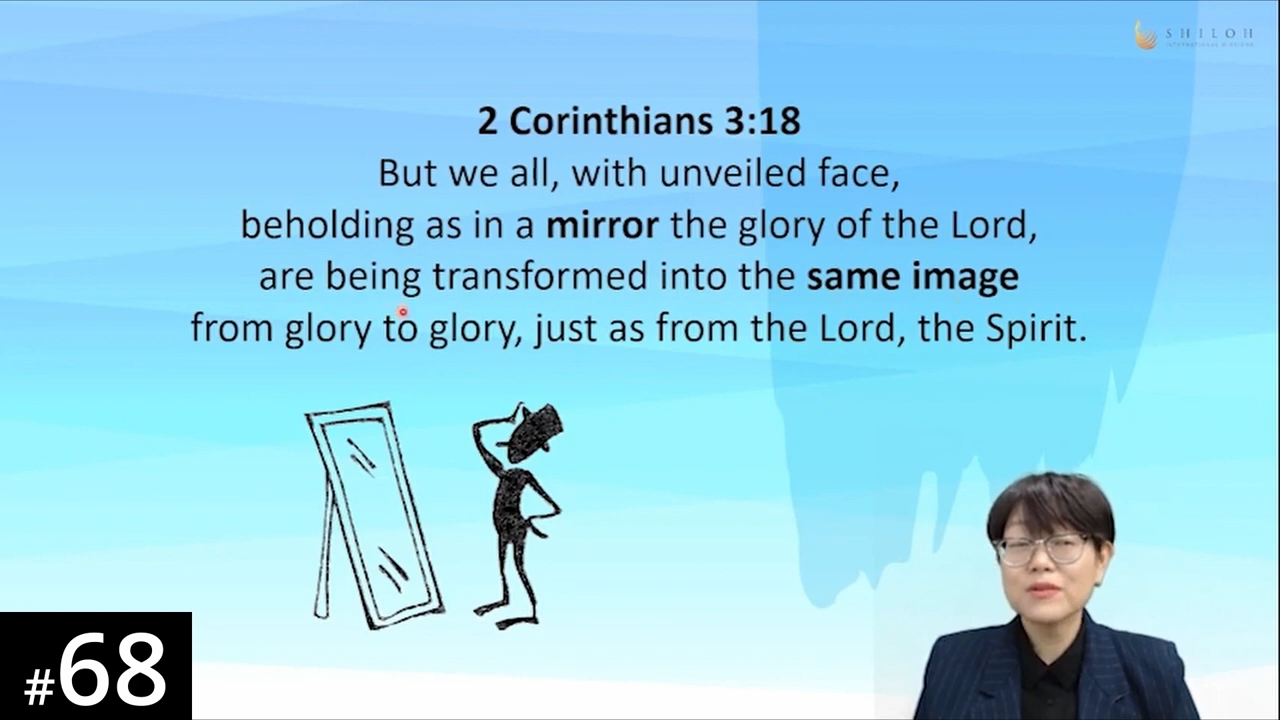 SHILOH
INTERNATIONAL MISSIONS
2 Corinthians 3:18
But we all, with unveiled face,
beholding as in a mirror the glory of the Lord,
are being transformed into the same image
from glory to glory, just as from the Lord, the Spirit.
#68